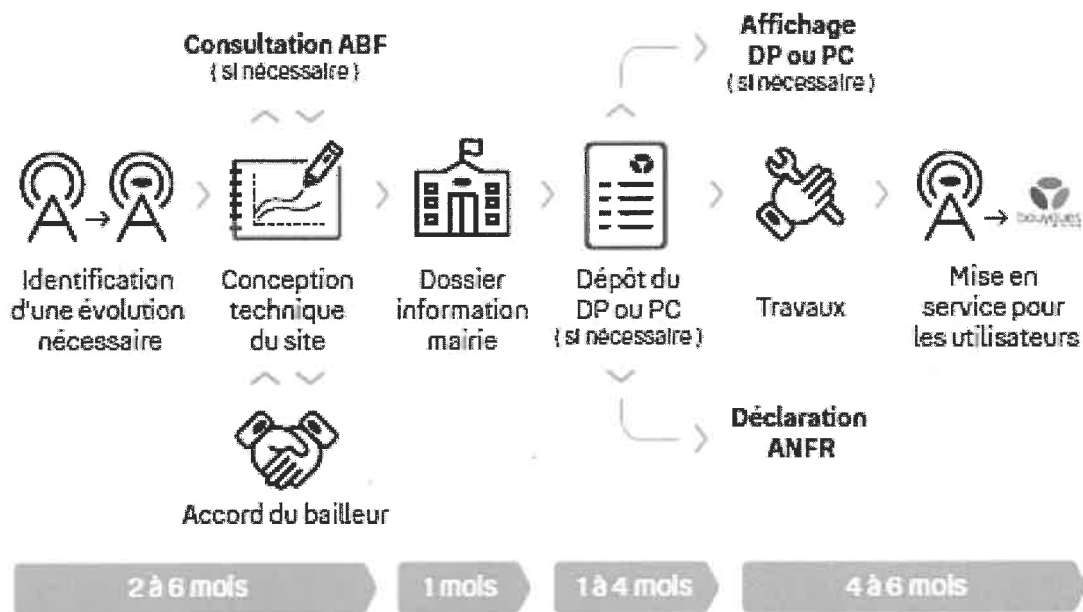 Consultation ABF
( si nécessaire )
Affichage
DP ou PC
( si nécessaire )
bouygues
Identification
d'une évolution
nécessaire
Conception
technique
du site
Dossier
information
mairie
Dépôt du
DP ou PC
( si nécessaire )
Travaux
Mise en
service pour
les utilisateurs
Accord du bailleur
Déclaration
ANFR
2 à 6 mois
1 mois
1 à 4 mois
4 à 6 mois